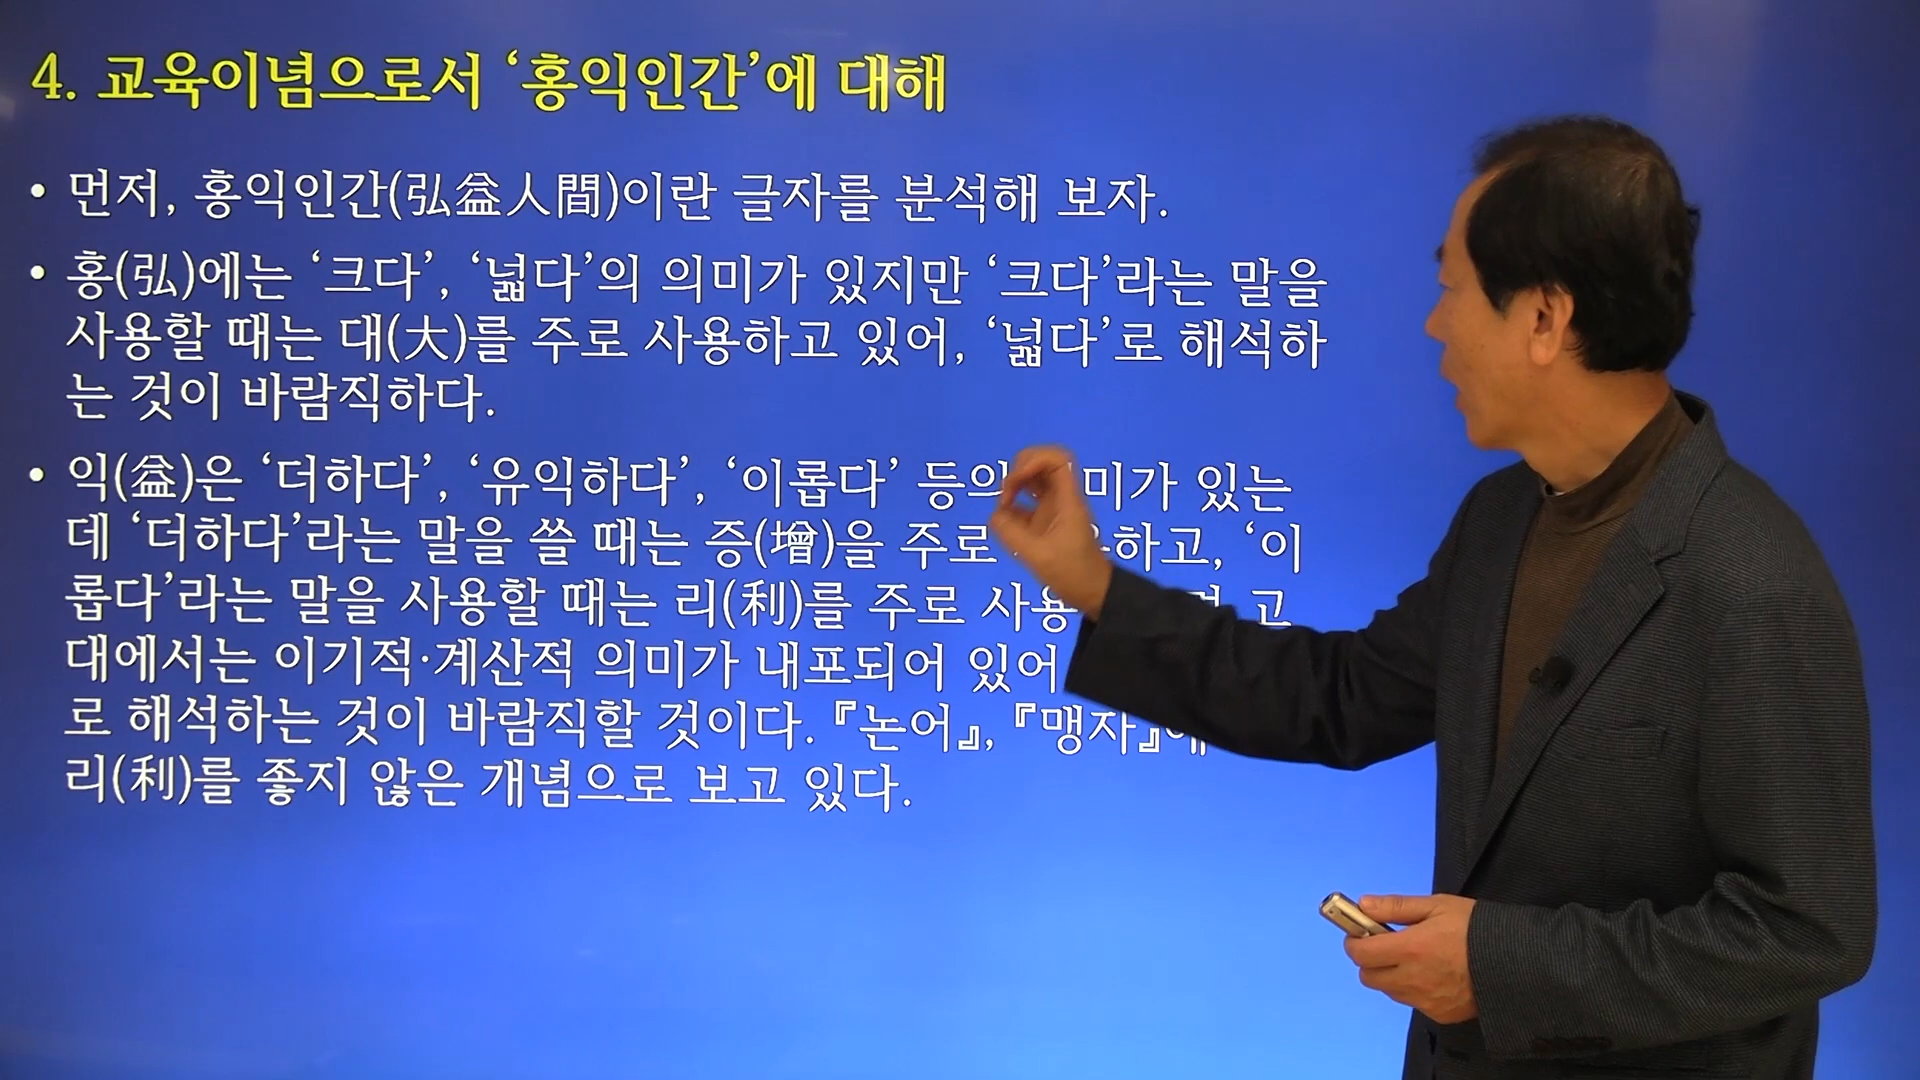 4. 교육이념으로서 ‘홍익인간’에 대해
• 먼저, 홍익인간(弘益人間)이란 글자를 분석해 보자.
• 홍(弘)에는 ‘크다’, ‘넓다’의 의미가 있지만 ‘크다’라는 말을
사용할 때는 대(大)를 주로 사용하고 있어, ‘넓다’로 해석하
는 것이 바람직하다.
• 익(益)은 ‘더하다’, ‘유익하다’, ‘이롭다’ 등의 있는
데 ‘더하다’라는 말을 쓸 때는 증(增)을 주로 ‘이
롭다’라는 말을 사용할 때는 리(利)를 주로 고
대에서는 이기적·계산적 의미가 내포되어 있어
로 해석하는 것이 바람직할 것이다. 『논어』, 『맹자』에
리(利)를 좋지 않은 개념으로 보고 있다.